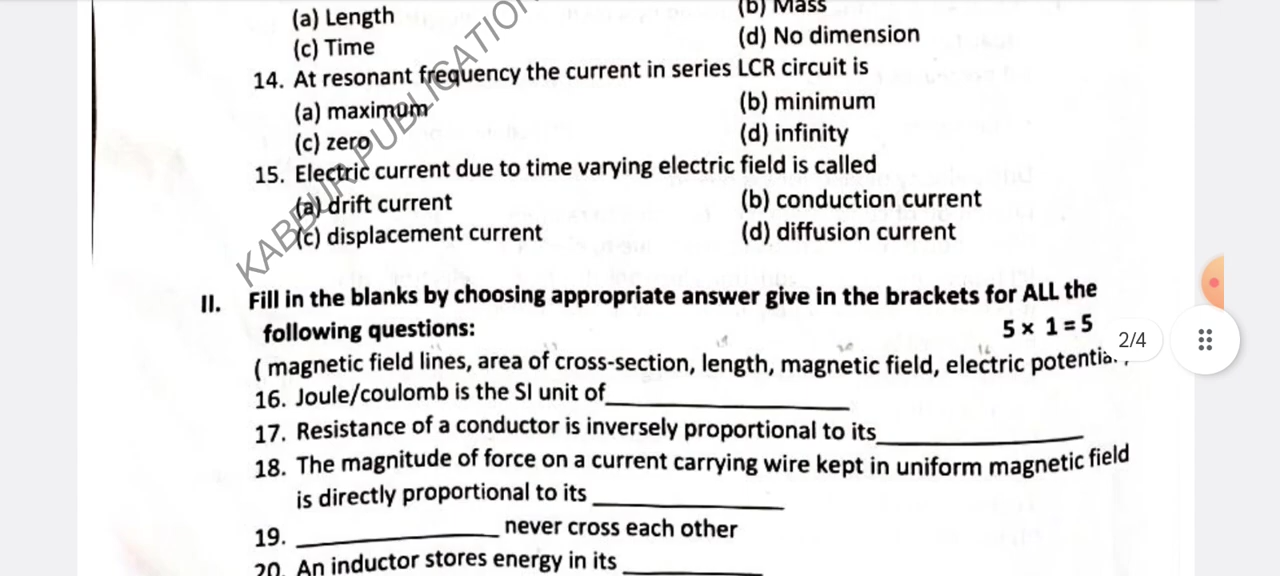 (a) Length
(b) Mass
(c) Time
(d) No dimension
14. At resonant frequency the current in series LCR circuit is
(a) maximum
(b) minimum
(c) zero
(d) infinity
15. Electric current due to time varying electric field is called
(a) drift current
(b) conduction current
(c) displacement current
(d) diffusion current
KABBUR PUBLICATION
II. Fill in the blanks by choosing appropriate answer give in the brackets for ALL the
following questions:
5 x 1 = 5
2/4
( magnetic field lines, area of cross-section, length, magnetic field, electric
16. Joule/coulomb is the SI unit of
17. Resistance of a conductor is inversely proportional to its
18. The magnitude of force on a current carrying wire kept in uniform magnetic field
is directly proportional to its
19. never cross each other
20. An inductor stores energy in its